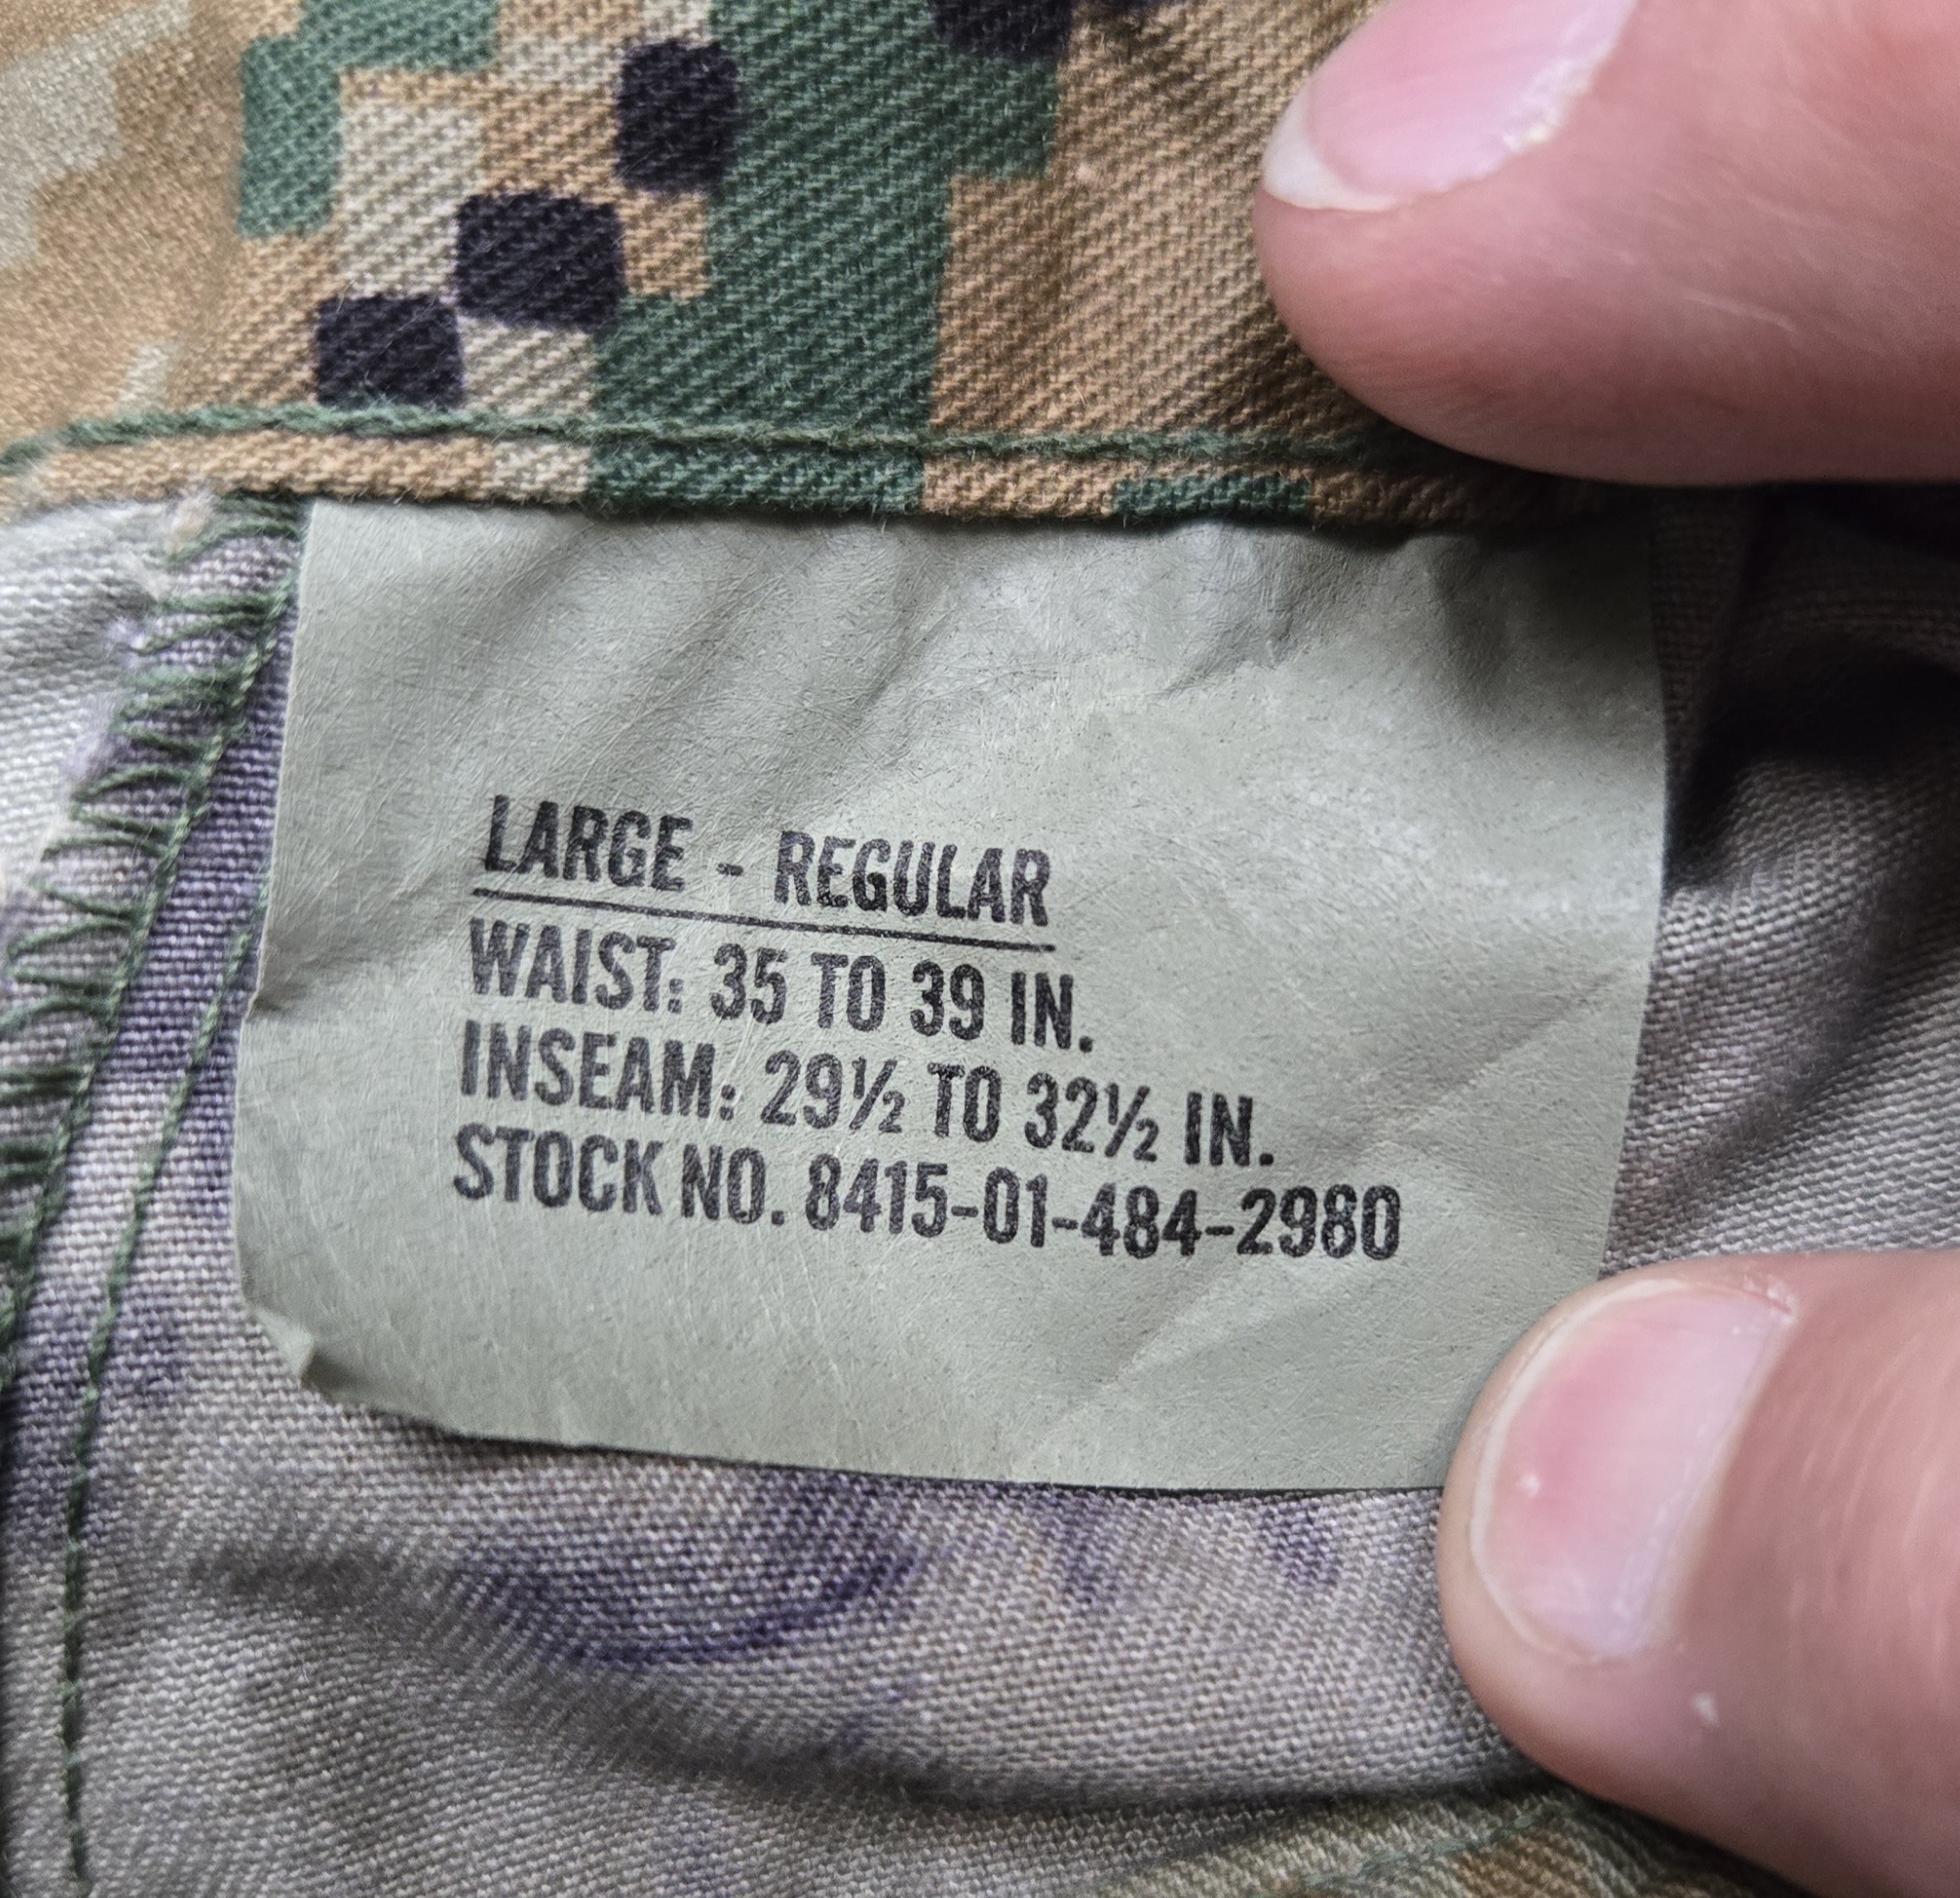 LARGE - REGULAR
WAIST: 35 TO 39 IN.
INSEAM: 29½ TO 32½ IN.
STOCK NO. 8415-01-484-2980